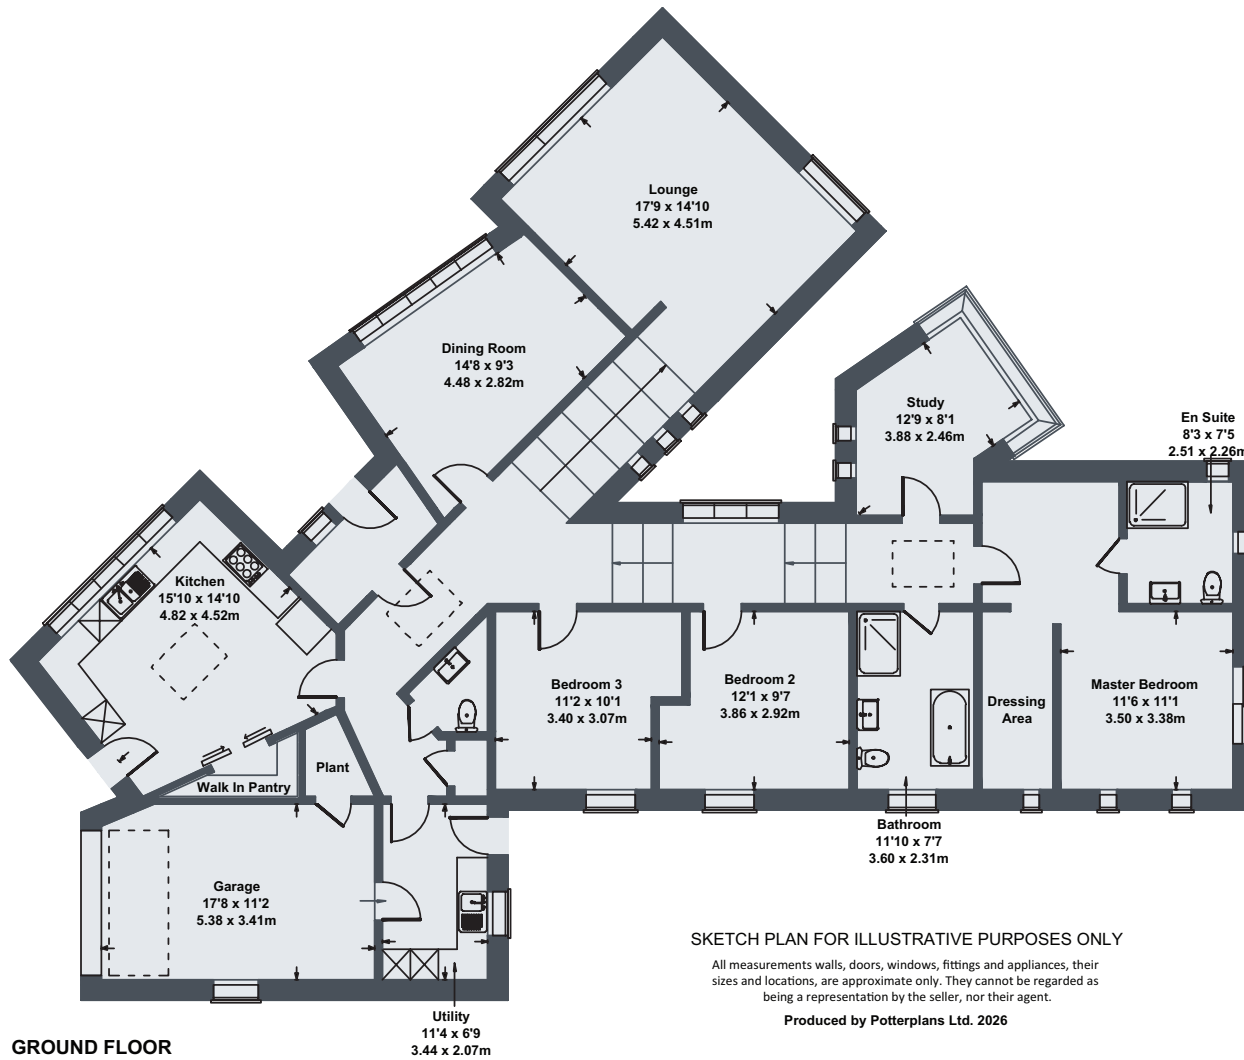 Lounge
17'9 x 14'10
5.42 x 4.51m
Dining Room
14'8 x 9'3
4.48 x 2.82m
Study
12'9 x 8'1
3.88 x 2.46m
En Suite
8'3 x 7'5
2.51 x 2.26m
Kitchen
15'10 x 14'10
4.82 x 4.52m
Bedroom 3
11'2 x 10'1
3.40 x 3.07m
Bedroom 2
12'1 x 9'7
3.86 x 2.92m
Dressing
Area
Master Bedroom
11'6 x 11'1
3.50 x 3.38m
Plant
Walk In Pantry
Bathroom
11'10 x 7'7
3.60 x 2.31m
Garage
17'8 x 11'2
5.38 x 3.41m
Utility
11'4 x 6'9
3.44 x 2.07m
SKETCH PLAN FOR ILLUSTRATIVE PURPOSES ONLY
All measurements walls, doors, windows, fittings and appliances, their
sizes and locations, are approximate only. They cannot be regarded as
being a representation by the seller, nor their agent.
Produced by Potterplans Ltd. 2026
GROUND FLOOR